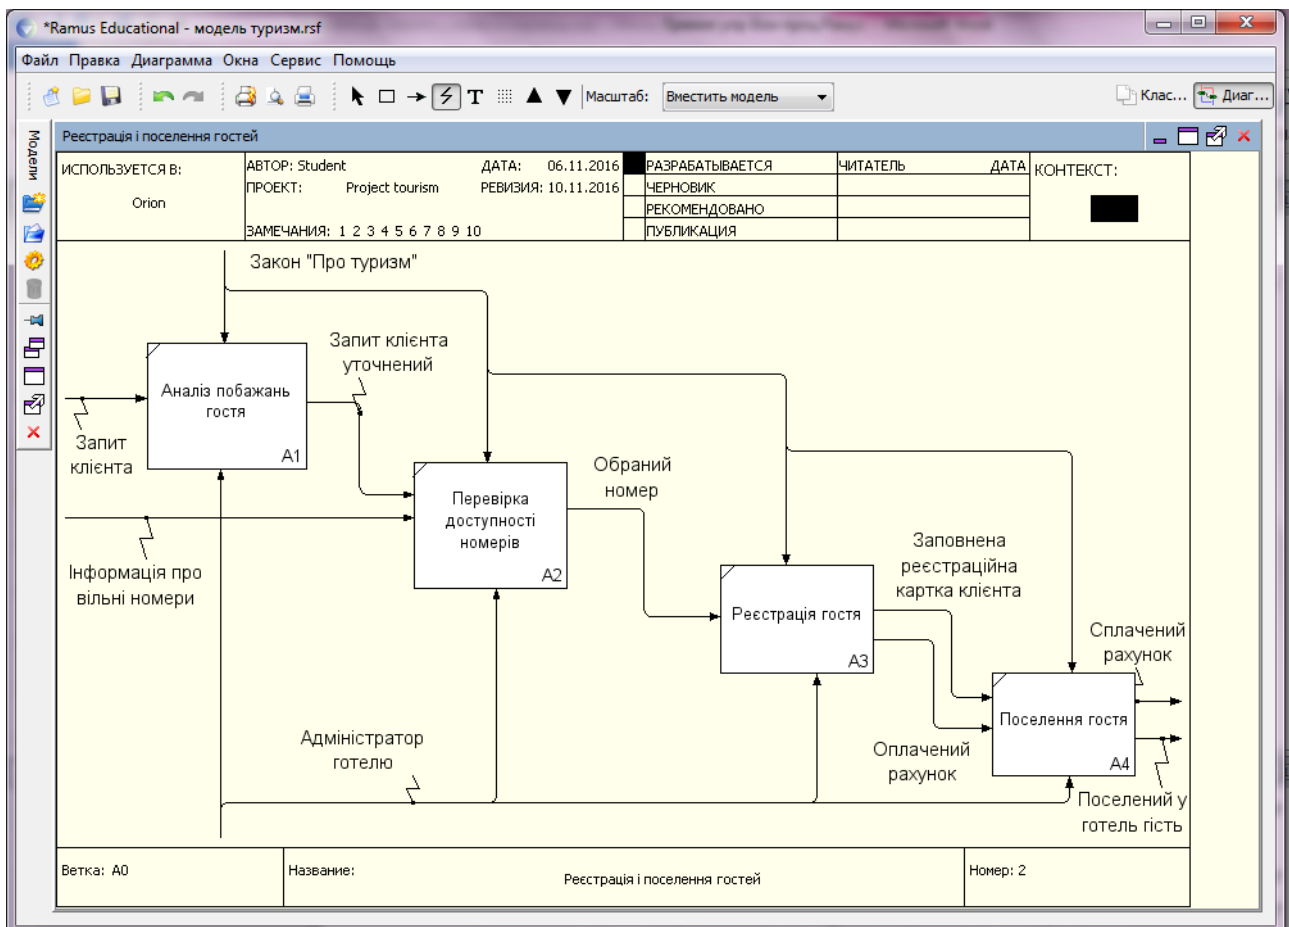 *Ramus Educational - модель туризм.rsf
Файл Правка Диаграмма Окна Сервис Помощь
T Масштаб: Вместить модель Клас... Диаг...
Модели
Реєстрація і поселення гостей
ИСПОЛЬЗУЕТСЯ В:
Orion
АВТОР: Student ДАТА: 06.11.2016
ПРОЕКТ: Project tourism РЕВИЗИЯ: 10.11.2016
ЗАМЕЧАНИЯ: 1 2 3 4 5 6 7 8 9 10
РАЗРАБАТЫВАЕТСЯ
ЧЕРНОВИК
РЕКОМЕНДОВАНО
ПУБЛИКАЦИЯ
ЧИТАТЕЛЬ ДАТА
КОНТЕКСТ:
Закон "Про туризм"
Запит клієнта
уточнений
Аналіз побажань
гостя
A1
Запит
клієнта
Обраний
номер
Перевірка
доступності
номерів
A2
Інформація про
вільні номери
Заповнена
реєстраційна
картка клієнта
Реєстрація гостя
A3
Сплачений
рахунок
Поселення гостя
A4
Адміністратор
готелю
Оплачений
рахунок
Поселений у
готель гість
Ветка: A0
Название:
Реєстрація і поселення гостей
Номер: 2